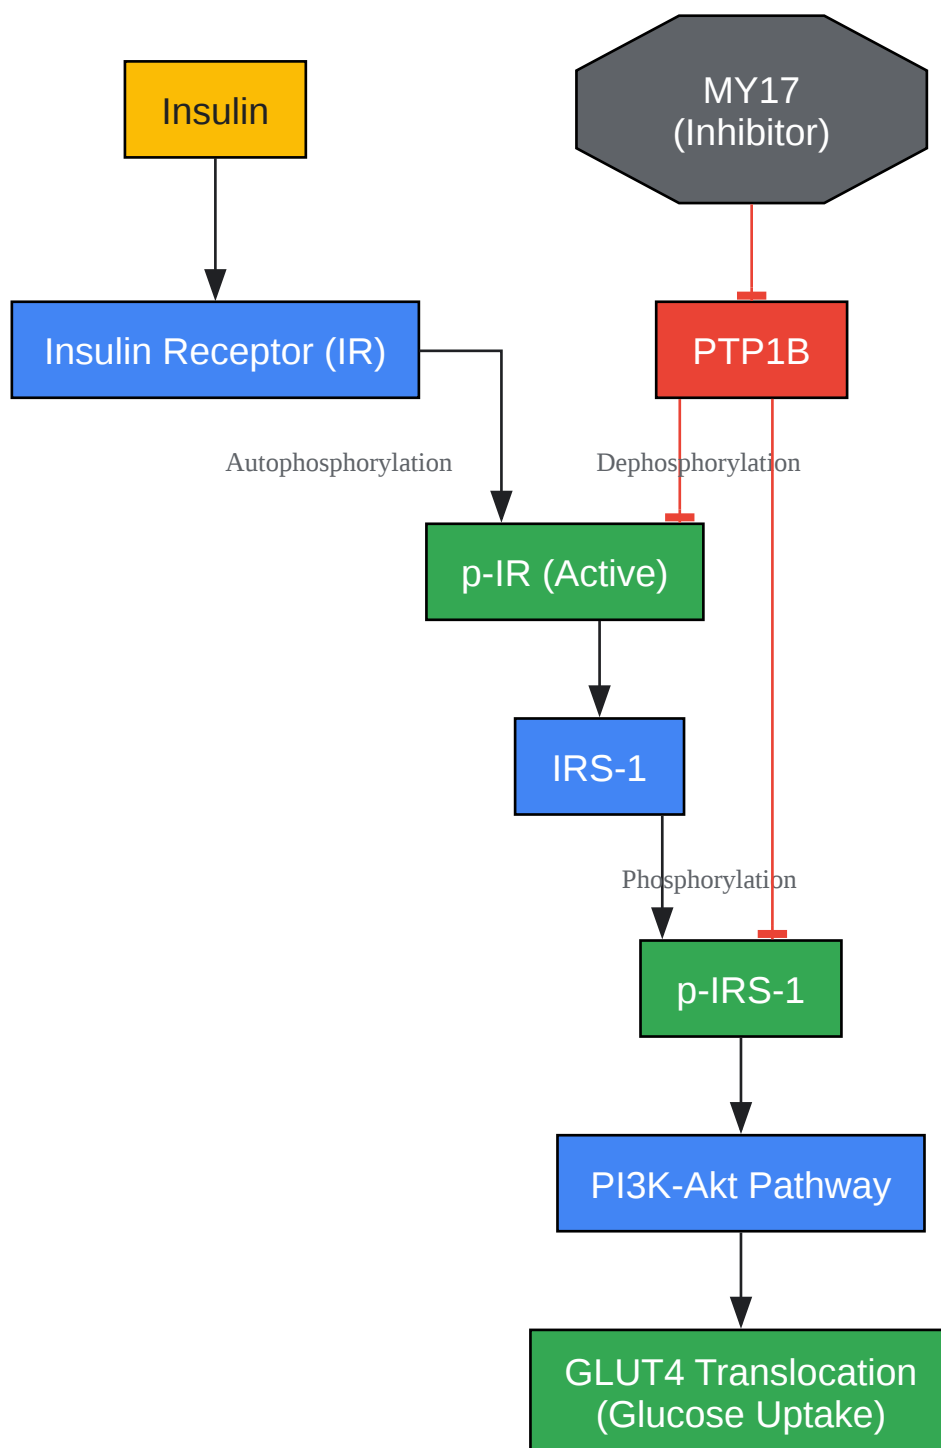 Insulin
MY17
(Inhibitor)
Insulin Receptor (IR)
PTP1B
Autophosphorylation
Dephosphorylation
p-IR (Active)
IRS-1
Phosphorylation
p-IRS-1
PI3K-Akt Pathway
GLUT4 Translocation
(Glucose Uptake)